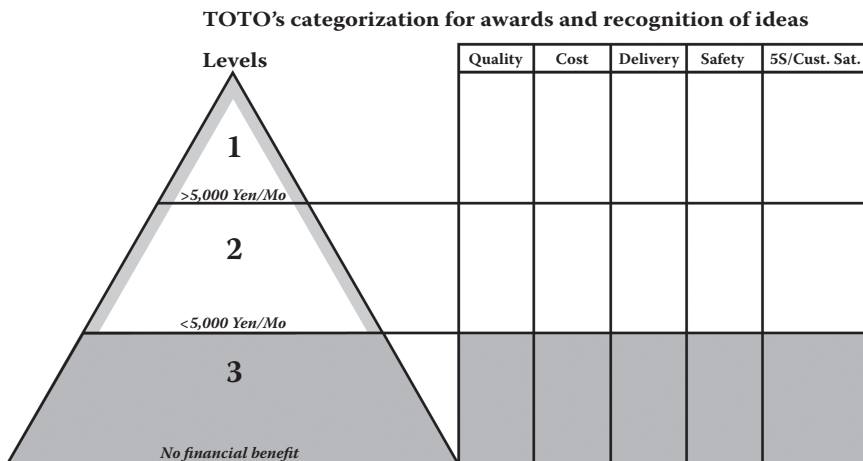 TOTO's categorization for awards and recognition of ideas
Levels
Quality Cost Delivery Safety 5S/Cust. Sat.
1
>5,000 Yen/Mo
2
<5,000 Yen/Mo
3
No financial benefit